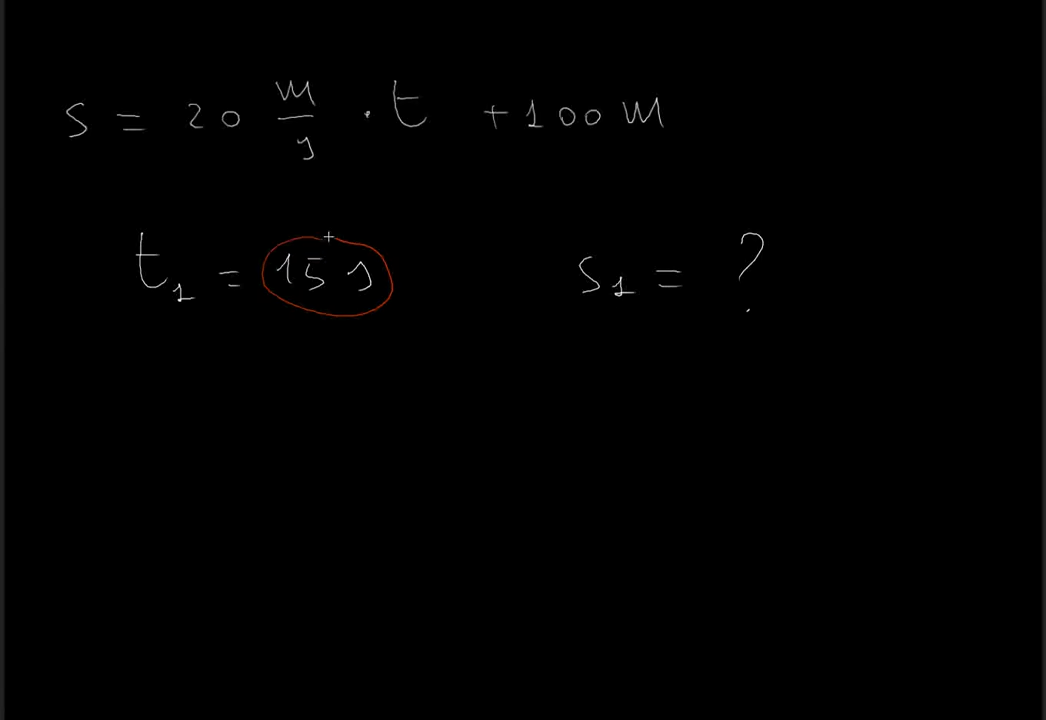 s = 20 m/s · t + 100 m
t₁ = 15 s s₁ = ?